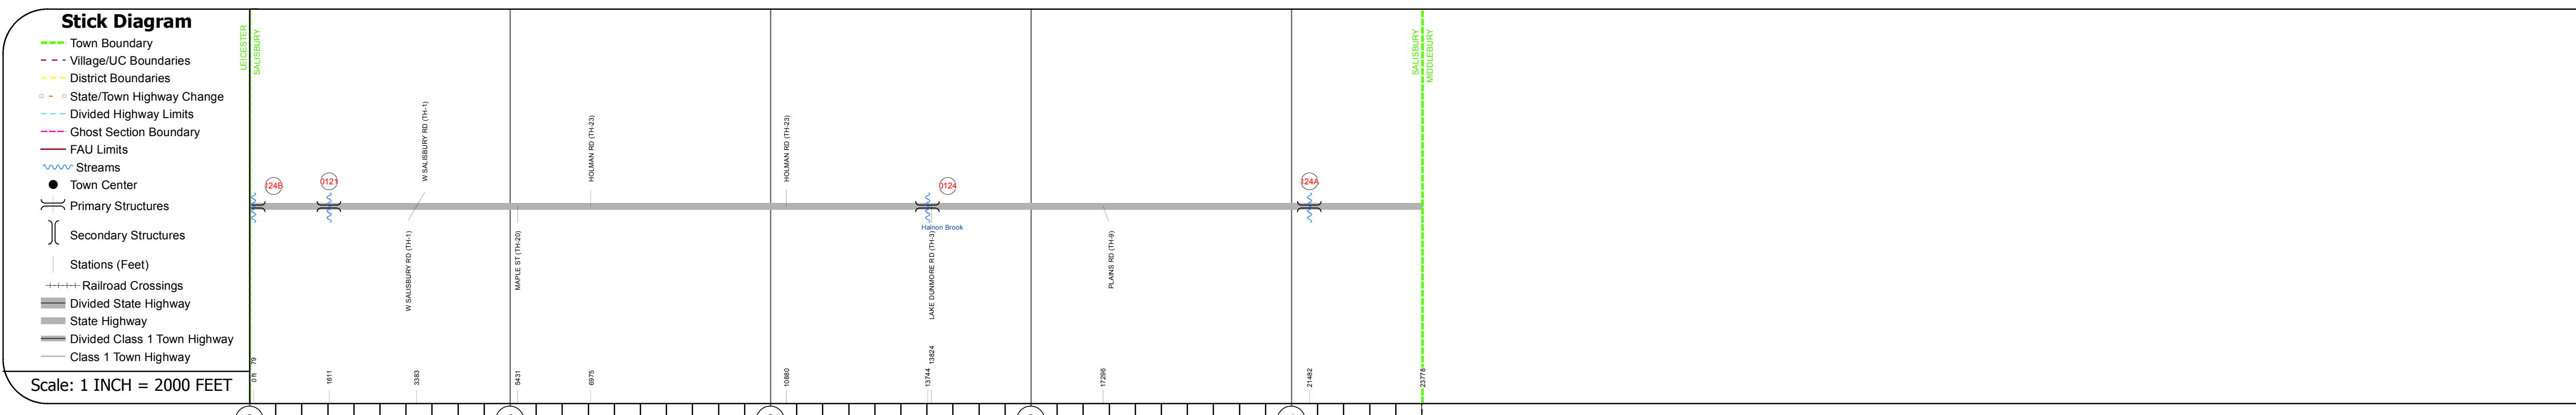 Stick Diagram
Town Boundary
Village/UC Boundaries
District Boundaries
State/Town Highway Change
Divided Highway Limits
Ghost Section Boundary
FAU Limits
Streams
Town Center
Primary Structures
Secondary Structures
Stations (Feet)
Railroad Crossings
Divided State Highway
State Highway
Divided Class 1 Town Highway
Class 1 Town Highway
Scale: 1 INCH = 2000 FEET
LEICESTER
SALISBURY
SALISBURY
MIDDLEBURY
W SALISBURY RD (TH-1)
HOLMAN RD (TH-23)
HOLMAN RD (TH-23)
124B
0121
0124
124A
Halnon Brook
W SALISBURY RD (TH-1)
MAPLE ST (TH-20)
LAKE DUNMORE RD (TH-3)
PLAINS RD (TH-9)
0 ft
79
1611
3383
5431
6975
10880
13744
13824
17296
21482
23778